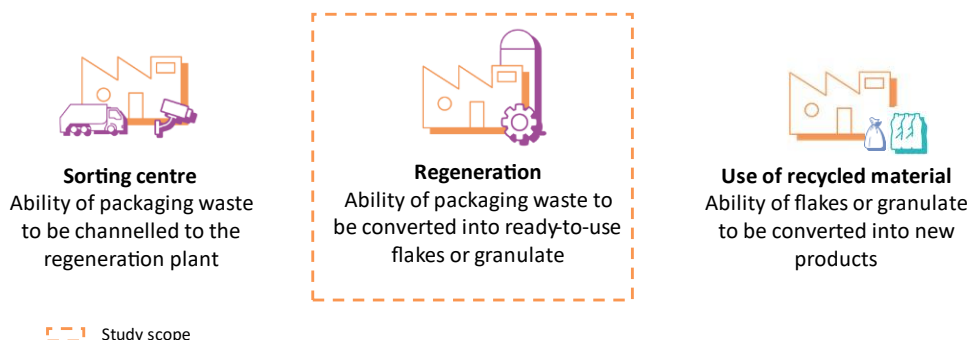 Sorting centre
Ability of packaging waste
to be channelled to the
regeneration plant
Regeneration
Ability of packaging waste to
be converted into ready-to-use
flakes or granulate
Use of recycled material
Ability of flakes or granulate
to be converted into new
products
Study scope